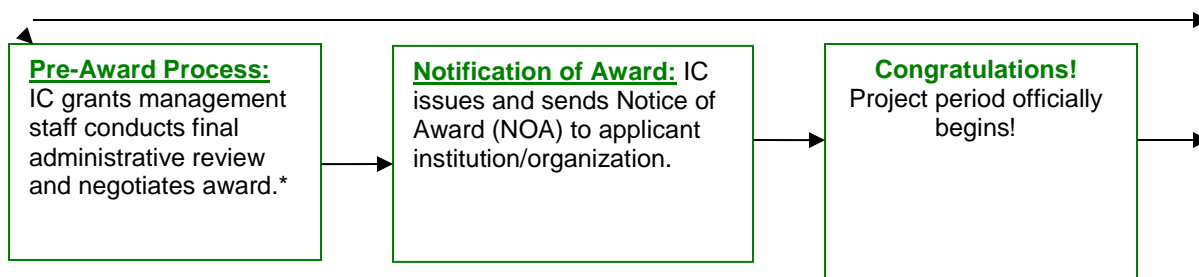 Pre-Award Process:
IC grants management
staff conducts final
administrative review
and negotiates award.*
Notification of Award: IC
issues and sends Notice of
Award (NOA) to applicant
institution/organization.
Congratulations!
Project period officially
begins!